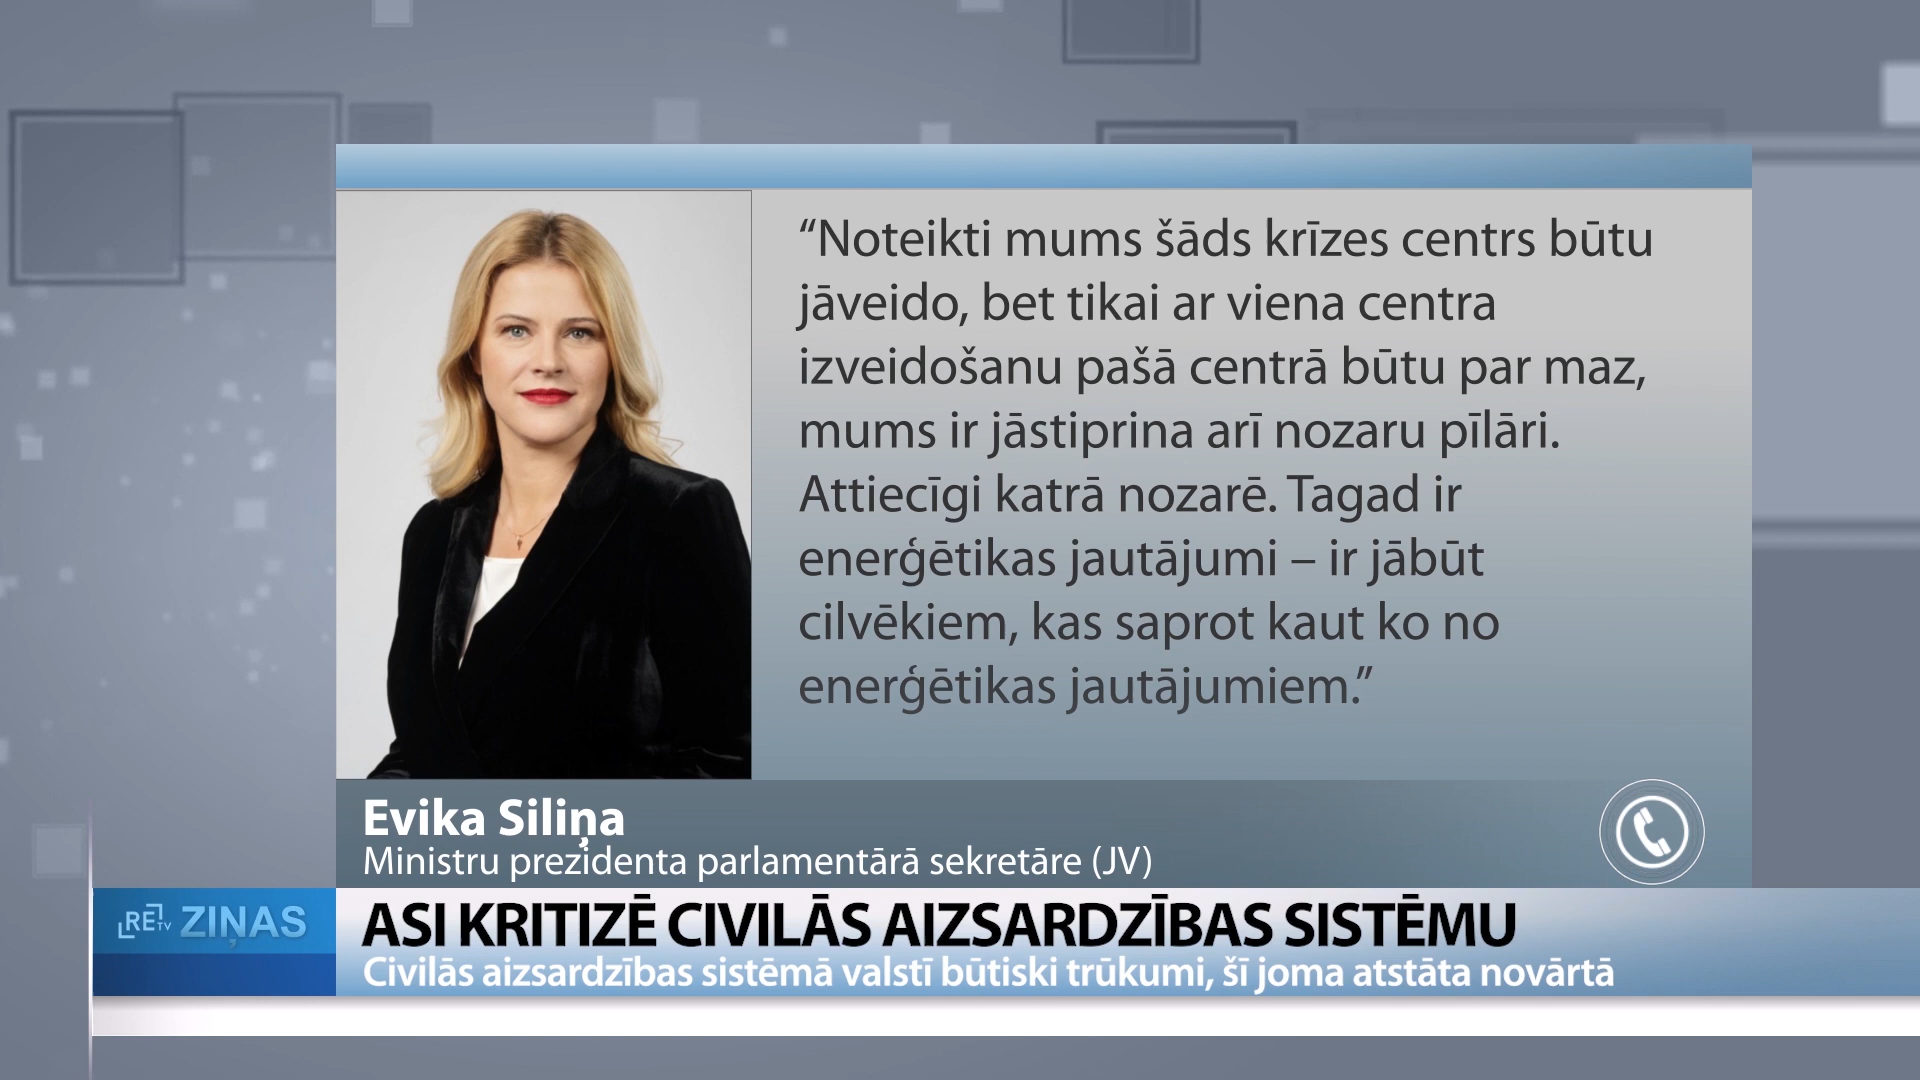 “Noteikti mums šāds krīzes centrs būtu
jāveido, bet tikai ar viena centra
izveidošanu pašā centrā būtu par maz,
mums ir jāstiprina arī nozaru pīlāri.
Attiecīgi katrā nozarē. Tagad ir
enerģētikas jautājumi – ir jābūt
cilvēkiem, kas saprot kaut ko no
enerģētikas jautājumiem.”
Evika Siliņa
Ministru prezidenta parlamentārā sekretāre (JV)
RE TV ZIŅAS
ASI KRITIZĒ CIVILĀS AIZSARDZĪBAS SISTĒMU
Civilās aizsardzības sistēmā valstī būtiski trūkumi, šī joma atstāta novārtā